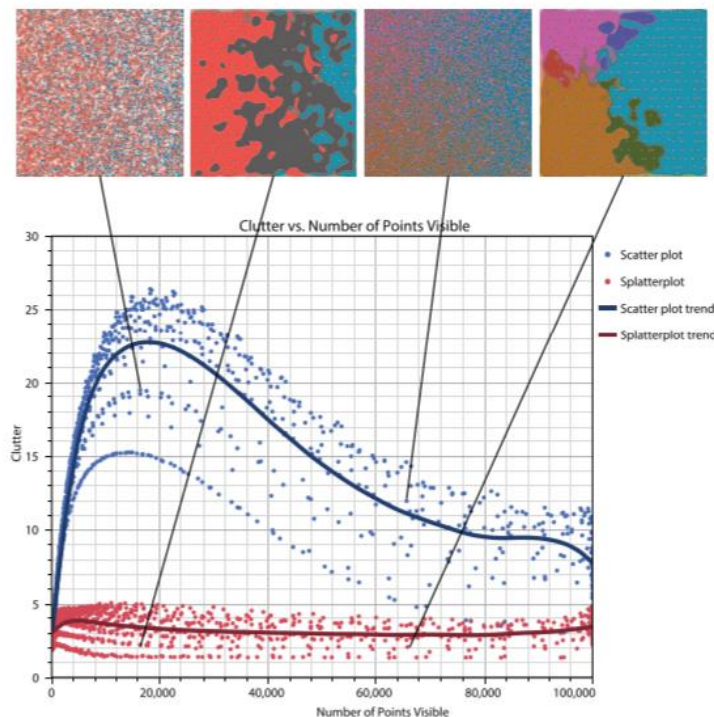 Clutter vs. Number of Points Visible
30
25
20
15
10
5
0
Clutter
0
20,000
40,000
60,000
80,000
100,000
Number of Points Visible
Scatter plot
Splatterplot
Scatter plot trend
Splatterplot trend